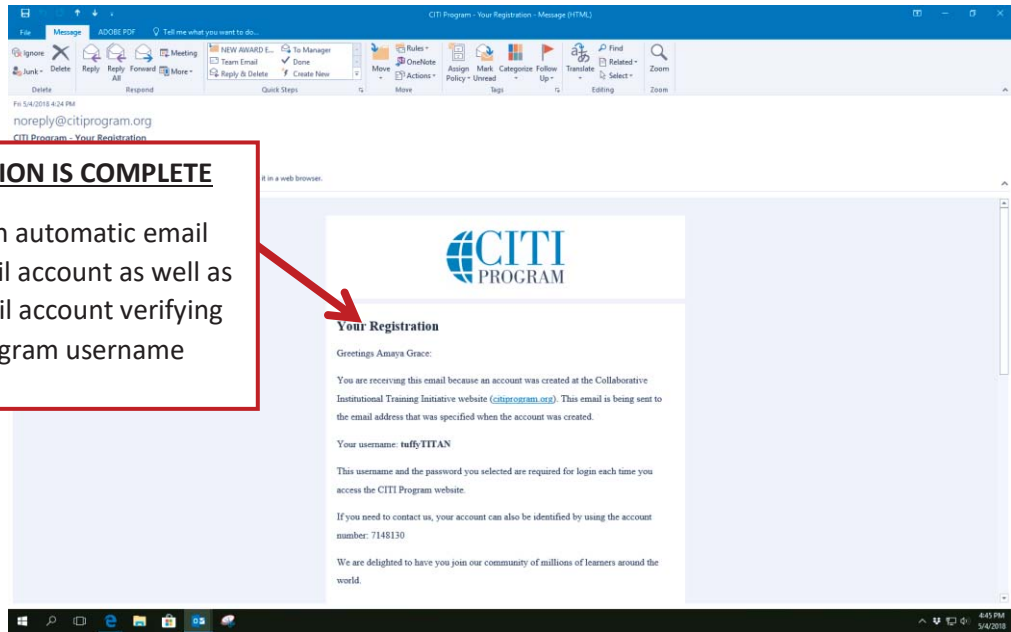 CITI Program - Your Registration - Message (HTML)
File Message ADOBE PDF Tell me what you want to do...
Ignore
Junk
Delete
Reply
Reply All
Forward
Meeting
More
NEW AWARD E...
Team Email
Reply & Delete
To Manager
Done
Create New
Move
Rules
OneNote
Actions
Assign Policy
Mark Unread
Categorize
Follow Up
Translate
Find
Related
Select
Zoom
Delete Respond Quick Steps Move Tags Editing Zoom
Fri 5/4/2018 4:24 PM
noreply@citiprogram.org
CITI Program - Your Registration
it in a web browser.
ION IS COMPLETE
n automatic email
il account as well as
il account verifying
gram username
CITI
PROGRAM
Your Registration
Greetings Amaya Grace:
You are receiving this email because an account was created at the Collaborative
Institutional Training Initiative website (citiprogram.org). This email is being sent to
the email address that was specified when the account was created.
Your username: tuffyTITAN
This username and the password you selected are required for login each time you
access the CITI Program website.
If you need to contact us, your account can also be identified by using the account
number: 7148130
We are delighted to have you join our community of millions of learners around the
world.
4:45 PM
5/4/2018